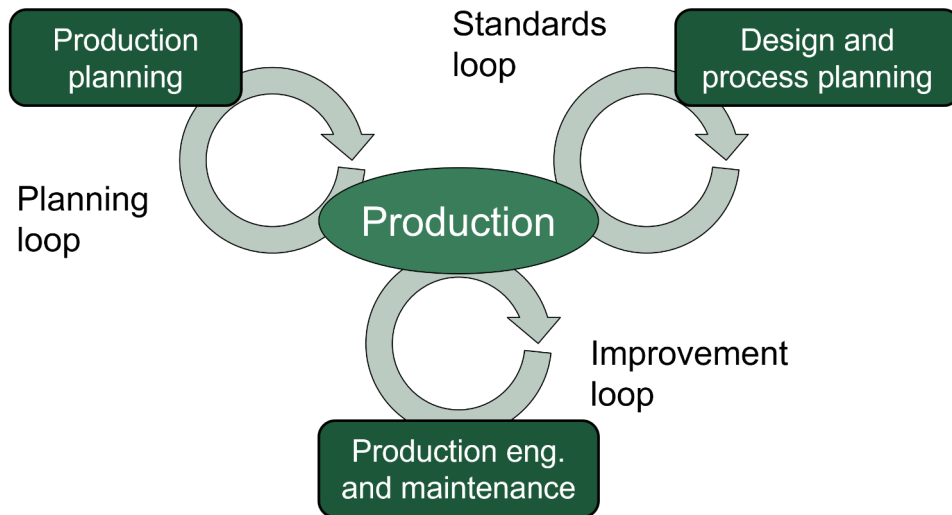 Production
planning
Standards
loop
Design and
process planning
Planning
loop
Production
Improvement
loop
Production eng.
and maintenance